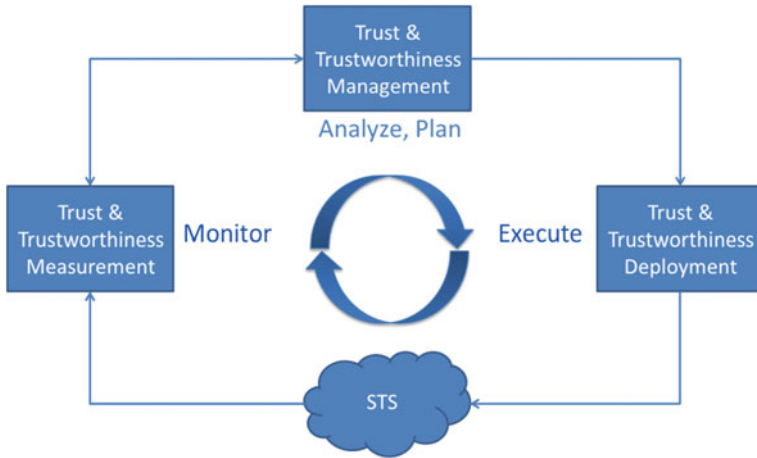 Trust &
Trustworthiness
Management
Analyze, Plan
Trust &
Trustworthiness
Measurement
Monitor
Execute
Trust &
Trustworthiness
Deployment
STS